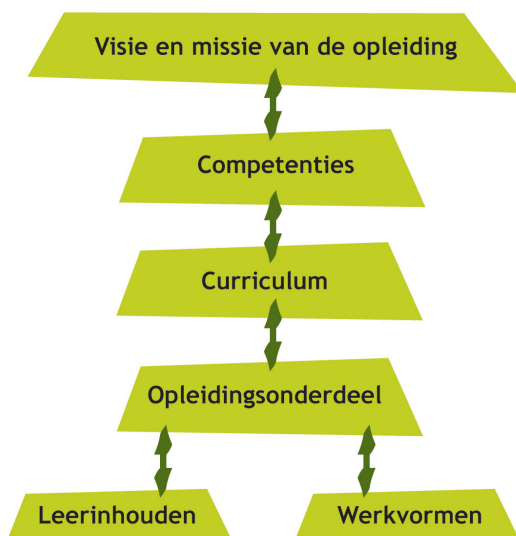 Visie en missie van de opleiding
Competenties
Curriculum
Opleidingsonderdeel
Leerinhouden
Werkvormen